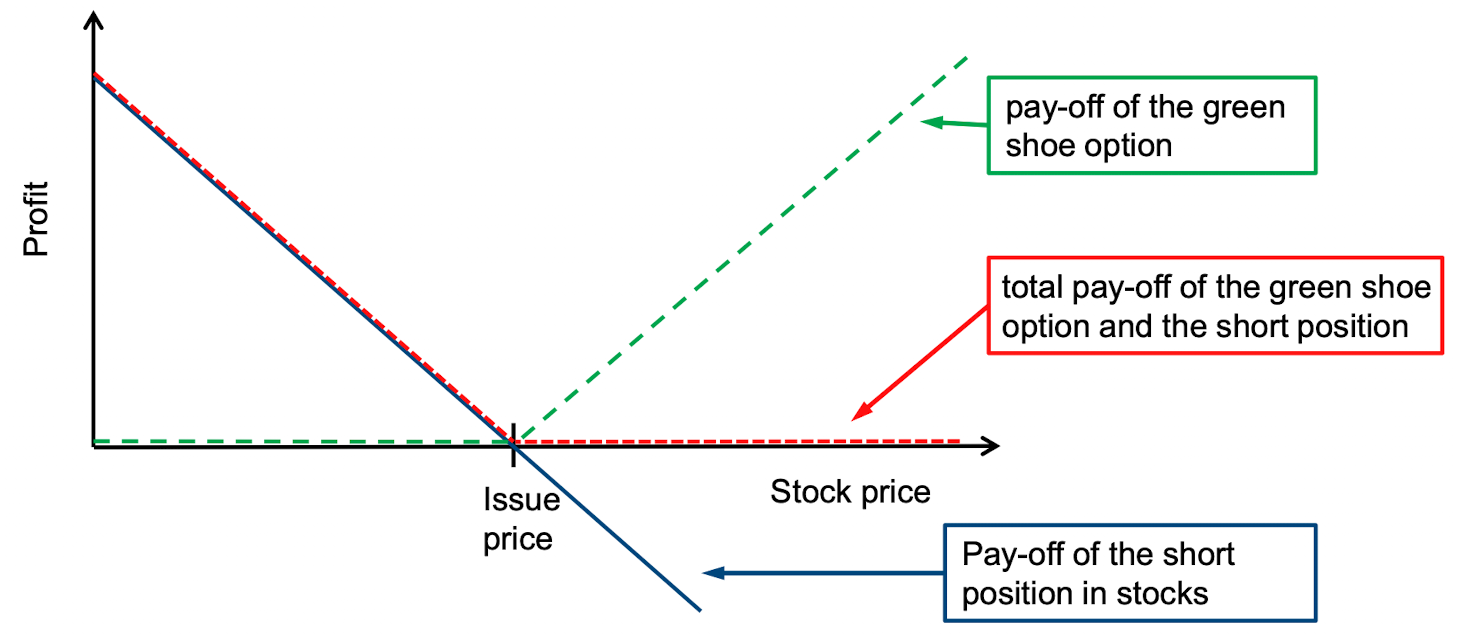 Profit
pay-off of the green
shoe option
total pay-off of the green shoe
option and the short position
Issue
price
Stock price
Pay-off of the short
position in stocks